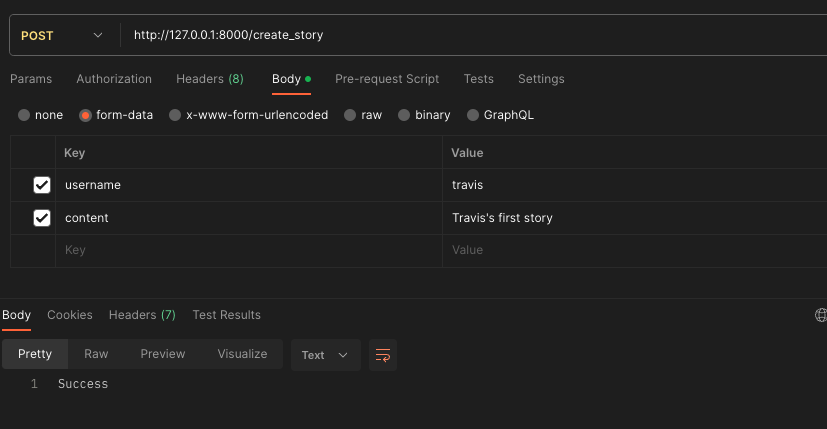 POST http://127.0.0.1:8000/create_story
Params Authorization Headers (8) Body Pre-request Script Tests Settings
none form-data x-www-form-urlencoded raw binary GraphQL
Key Value
username travis
content Travis's first story
Key Value
Body Cookies Headers (7) Test Results
Pretty Raw Preview Visualize Text
1 Success